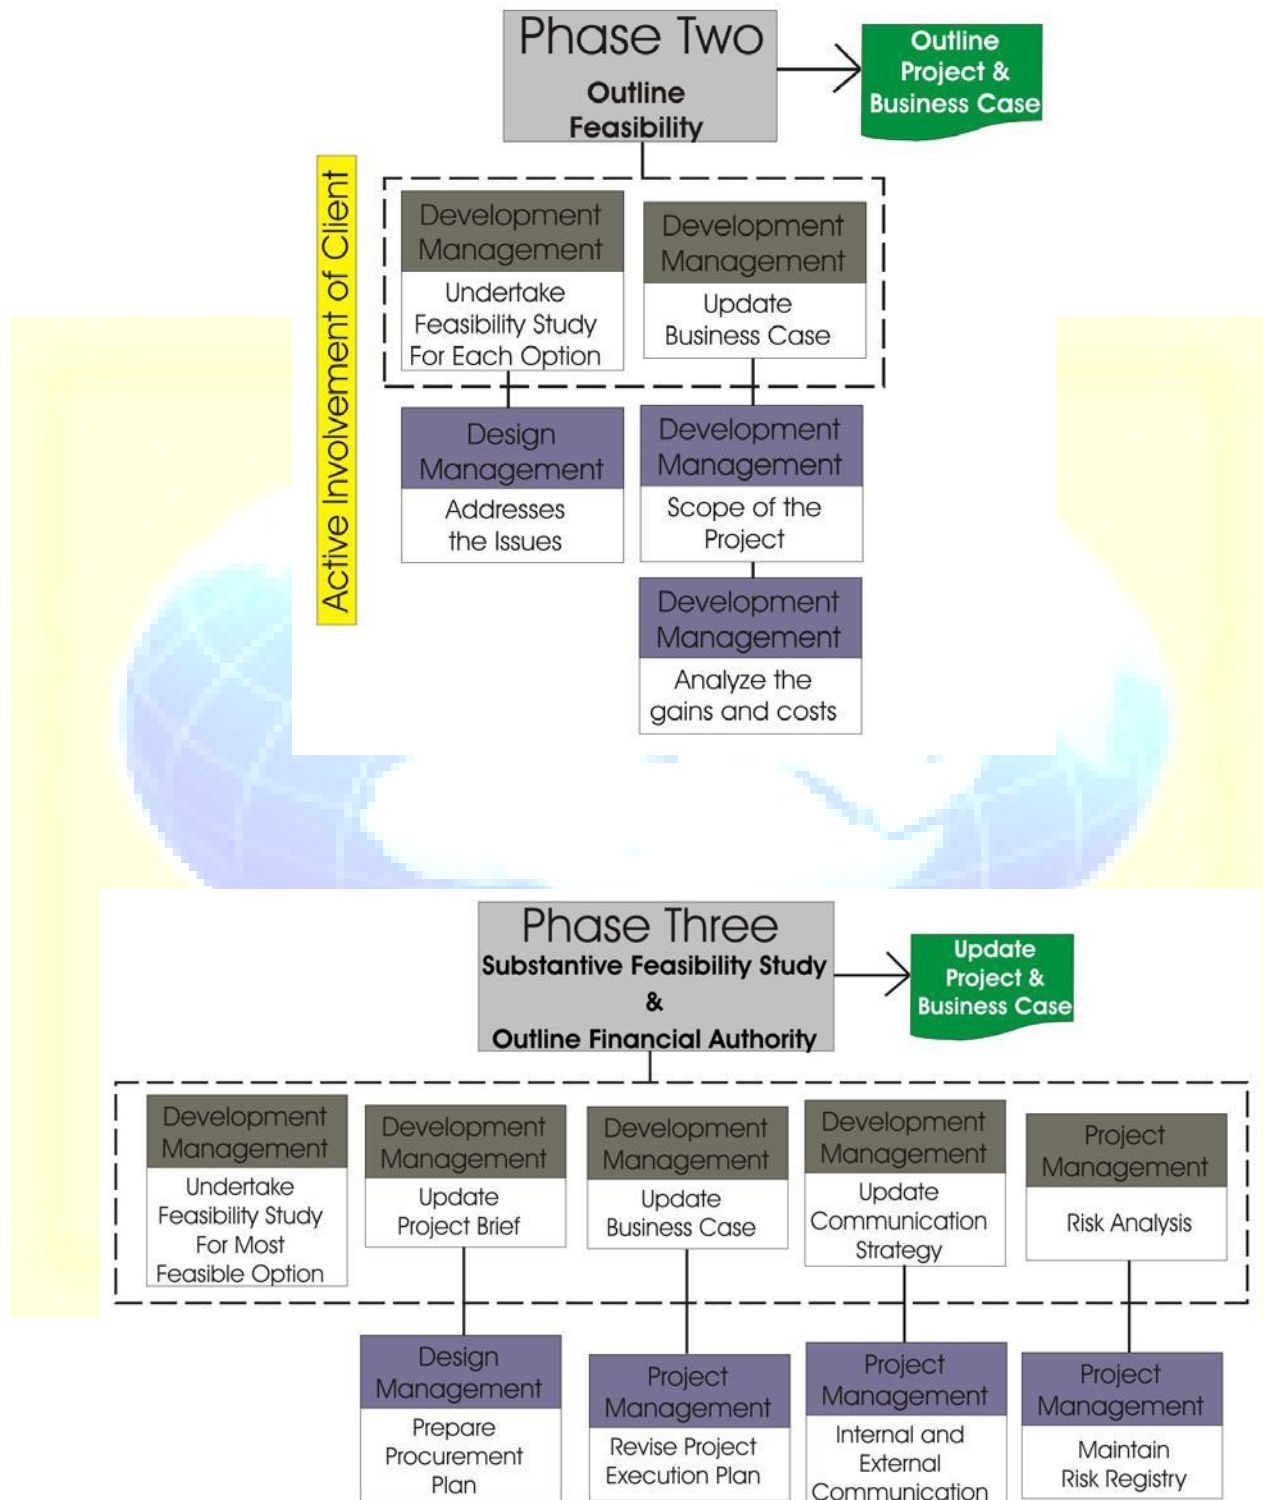 Phase Two
Outline
Feasibility
Outline
Project &
Business Case
Active Involvement of Client
Development
Management
Undertake
Feasibility Study
For Each Option
Development
Management
Update
Business Case
Design
Management
Addresses
the Issues
Development
Management
Scope of the
Project
Development
Management
Analyze the
gains and costs
Phase Three
Substantive Feasibility Study
&
Outline Financial Authority
Update
Project &
Business Case
Development
Management
Undertake
Feasibility Study
For Most
Feasible Option
Development
Management
Update
Project Brief
Development
Management
Update
Business Case
Development
Management
Update
Communication
Strategy
Project
Management
Risk Analysis
Design
Management
Prepare
Procurement
Plan
Project
Management
Revise Project
Execution Plan
Project
Management
Internal and
External
Communication
Project
Management
Maintain
Risk Registry